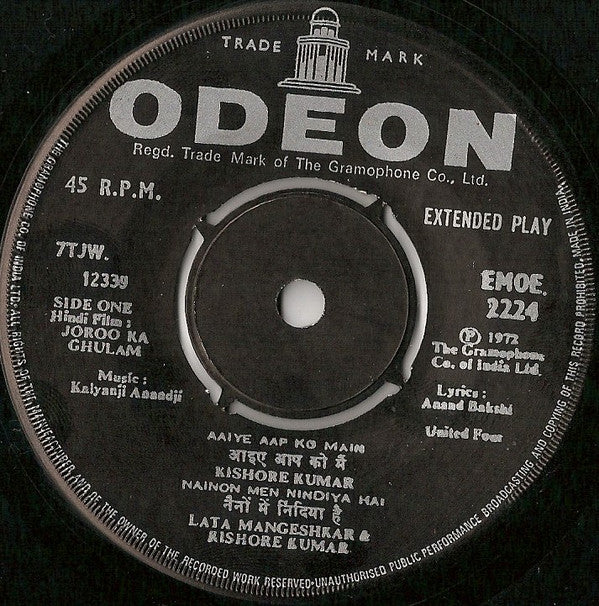 TRADE MARK
ODEON
Regd. Trade Mark of The Gramophone Co., Ltd.
45 R.P.M.
EXTENDED PLAY
7TJW.
12339
SIDE ONE
Hindi Film :
JOROO KA
GHULAM
Music :
Kalyanji Anandji
EMOE.
2224
Ⓟ 1972
The Gramophone
Co. of India Ltd.
Lyrics :
Anand Bakshi
United Four
AAIYE AAP KO MAIN
आइए आप को मैं
KISHORE KUMAR
NAINON MEN NINDIYA HAI
नैनों में निंदिया है
LATA MANGESHKAR &
KISHORE KUMAR
THE GRAMOPHONE CO. OF INDIA LTD. ALL RIGHTS OF THE MANUFACTURER AND OF THE OWNER OF THE RECORDED WORK RESERVED-UNAUTHORISED PUBLIC PERFORMANCE BROADCASTING AND COPYING OF THIS RECORD PROHIBITED. MADE IN INDIA